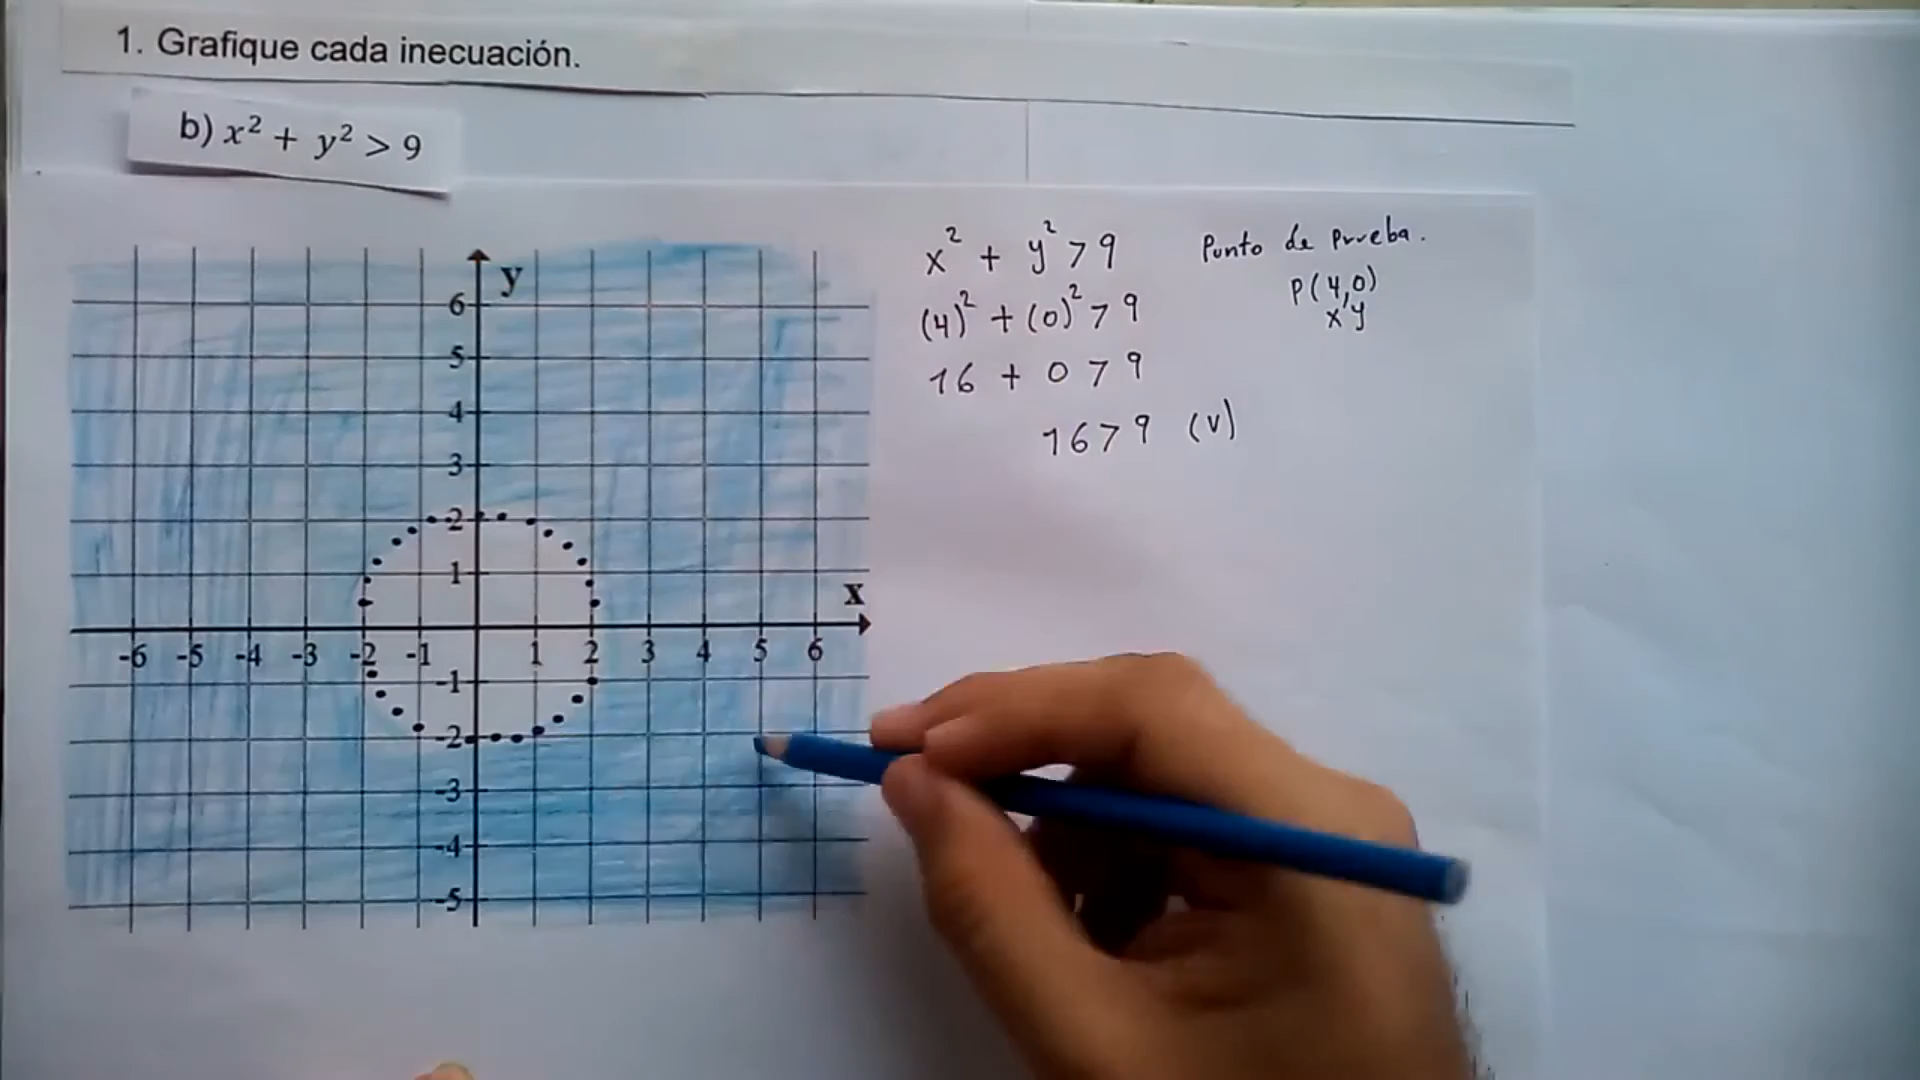 1. Grafique cada inecuación.
b) x² + y² > 9
x² + y² > 9
(4)² + (0)² > 9
16 + 0 > 9
16 > 9 (V)
Punto de Prueba.
P(4,0)
x y
y
6
5
4
3
2
1
x
-6 -5 -4 -3 -2 -1 1 2 3 4 5 6
-1
-2
-3
-4
-5